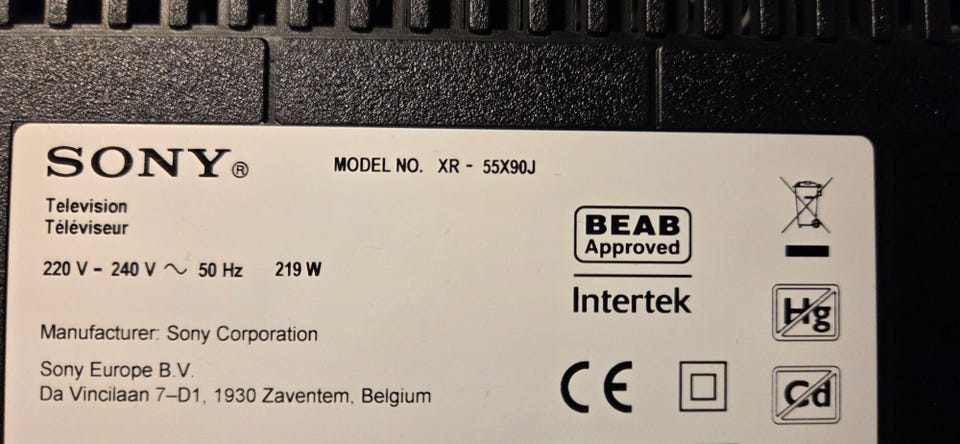 SONY®
MODEL NO. XR - 55X90J
Television
Téléviseur
220 V - 240 V ~ 50 Hz 219 W
BEAB
Approved
Intertek
Manufacturer: Sony Corporation
Sony Europe B.V.
Da Vincilaan 7–D1, 1930 Zaventem, Belgium
CE
Hg
Cd